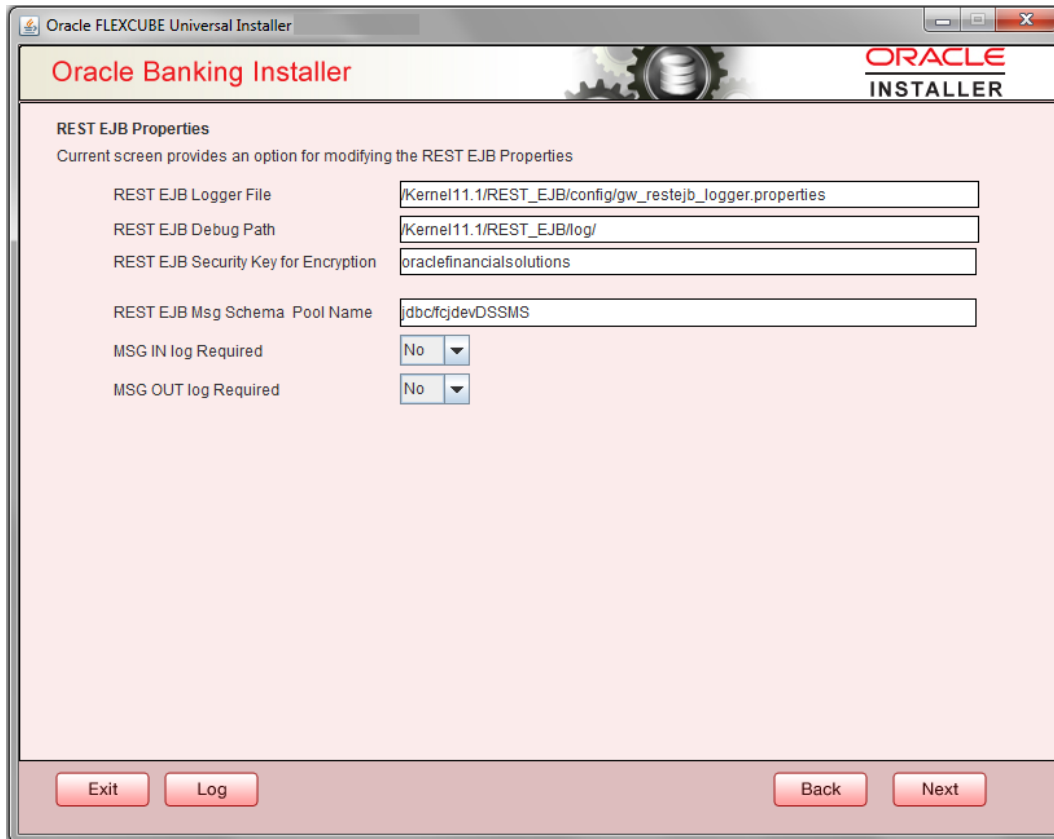 Oracle FLEXCUBE Universal Installer
Oracle Banking Installer
ORACLE
INSTALLER
REST EJB Properties
Current screen provides an option for modifying the REST EJB Properties
REST EJB Logger File /Kernel11.1/REST_EJB/config/gw_restejb_logger.properties
REST EJB Debug Path /Kernel11.1/REST_EJB/log/
REST EJB Security Key for Encryption oraclefinancialsolutions
REST EJB Msg Schema Pool Name jdbc/fcjdevDSSMS
MSG IN log Required No
MSG OUT log Required No
Exit Log Back Next